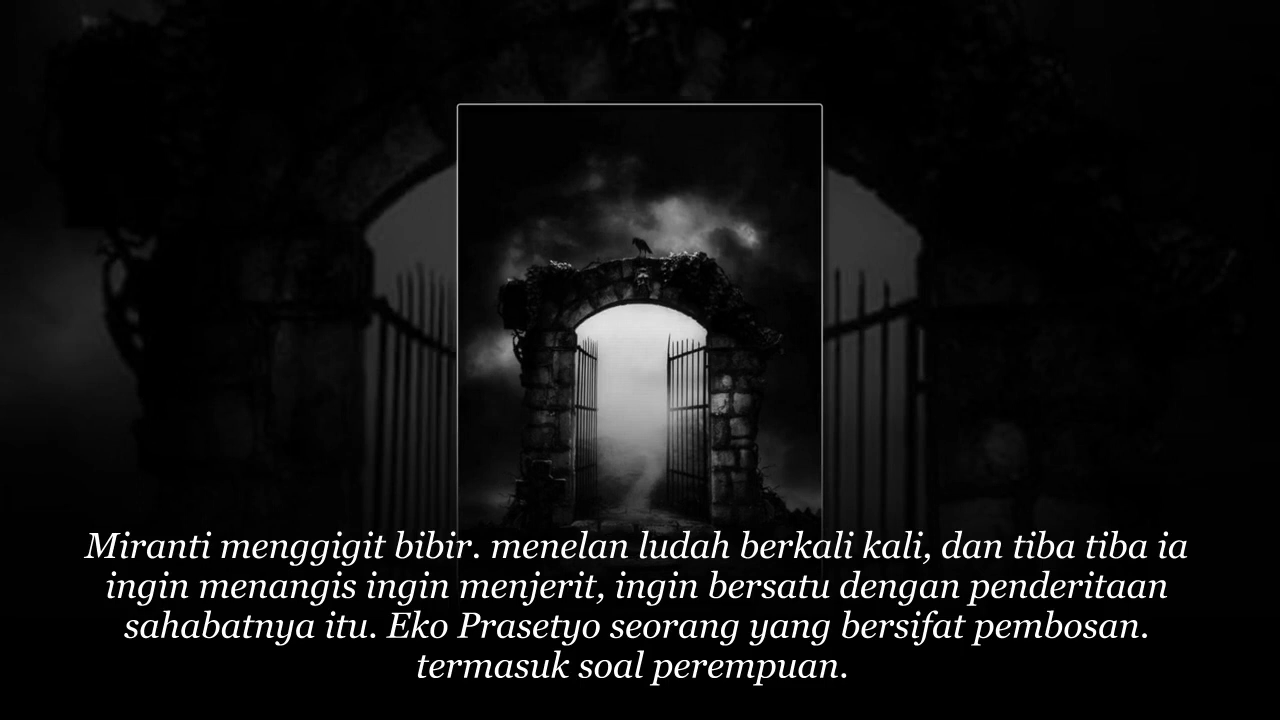 Miranti menggigit bibir. menelan ludah berkali kali, dan tiba tiba ia
ingin menangis ingin menjerit, ingin bersatu dengan penderitaan
sahabatnya itu. Eko Prasetyo seorang yang bersifat pembosan.
termasuk soal perempuan.